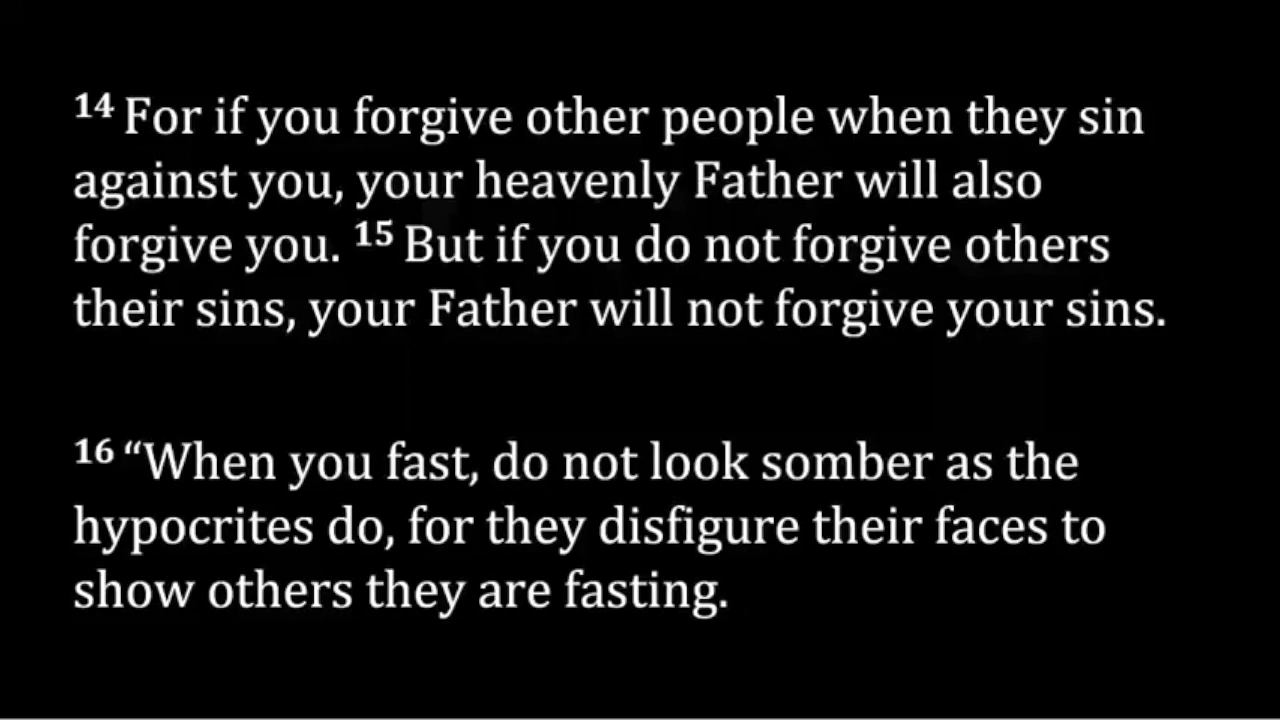 14 For if you forgive other people when they sin
against you, your heavenly Father will also
forgive you. 15 But if you do not forgive others
their sins, your Father will not forgive your sins.
16 “When you fast, do not look somber as the
hypocrites do, for they disfigure their faces to
show others they are fasting.